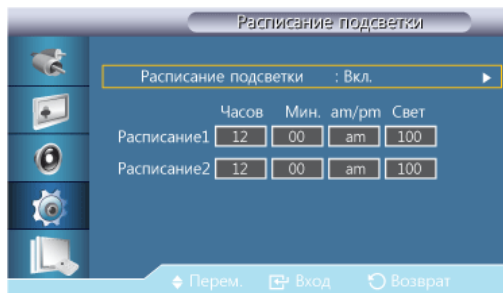 Расписание подсветки
Расписание подсветки : Вкл.
Часов Мин. am/pm Свет
Расписание1 12 00 am 100
Расписание2 12 00 am 100
Перем. Вход Возврат